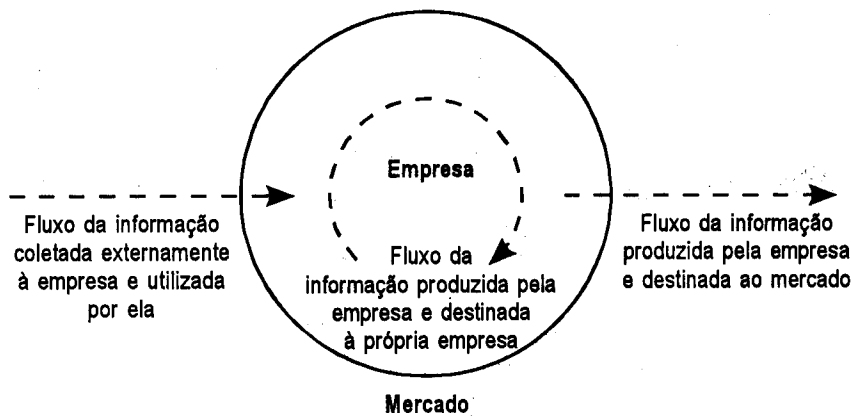 Empresa
Fluxo da informação
coletada externamente
à empresa e utilizada
por ela
Fluxo da
informação produzida pela
empresa e destinada
à própria empresa
Fluxo da informação
produzida pela empresa
e destinada ao mercado
Mercado